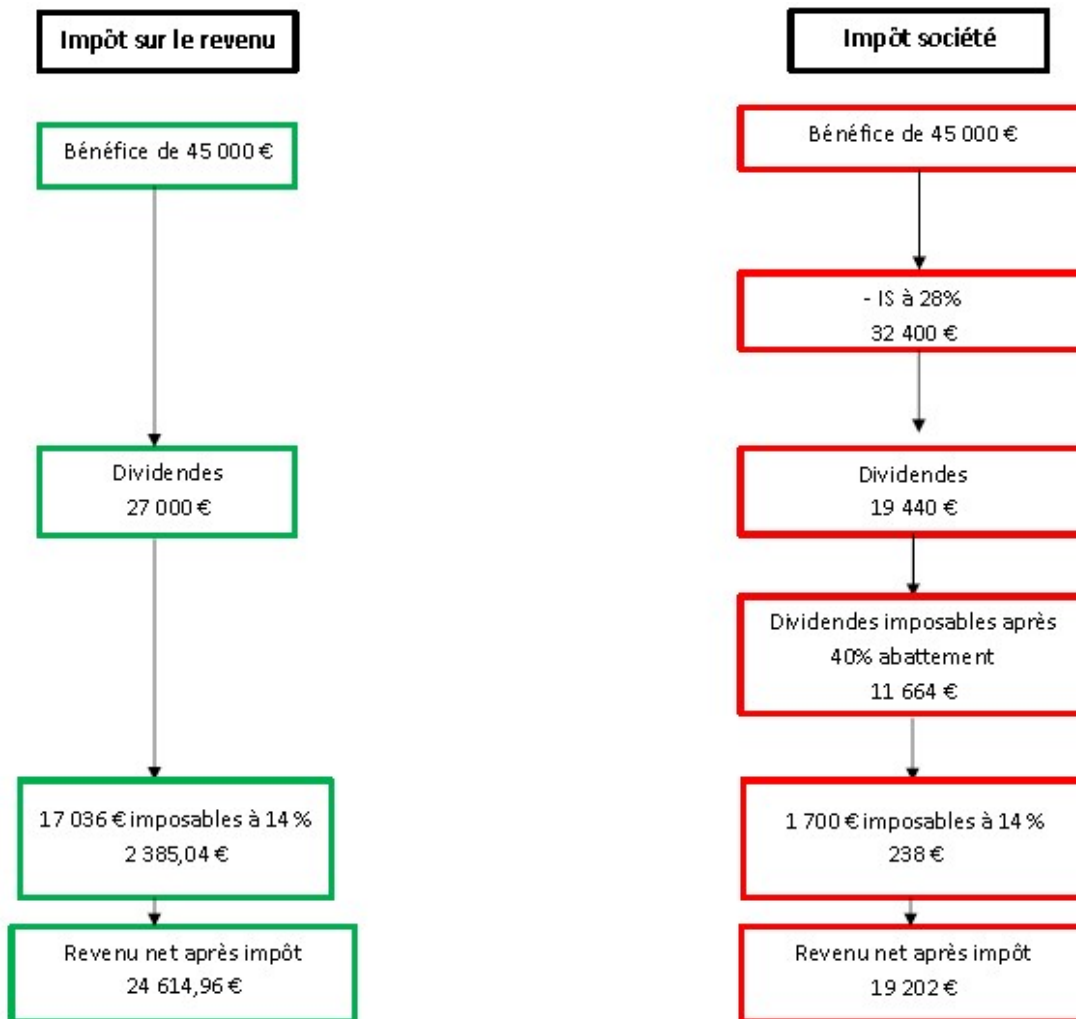 Impôt sur le revenu
Bénéfice de 45 000 €
Dividendes
27 000 €
17 036 € imposables à 14 %
2 385,04 €
Revenu net après impôt
24 614,96 €
Impôt société
Bénéfice de 45 000 €
- IS à 28%
32 400 €
Dividendes
19 440 €
Dividendes imposables après
40% abattement
11 664 €
1 700 € imposables à 14 %
238 €
Revenu net après impôt
19 202 €